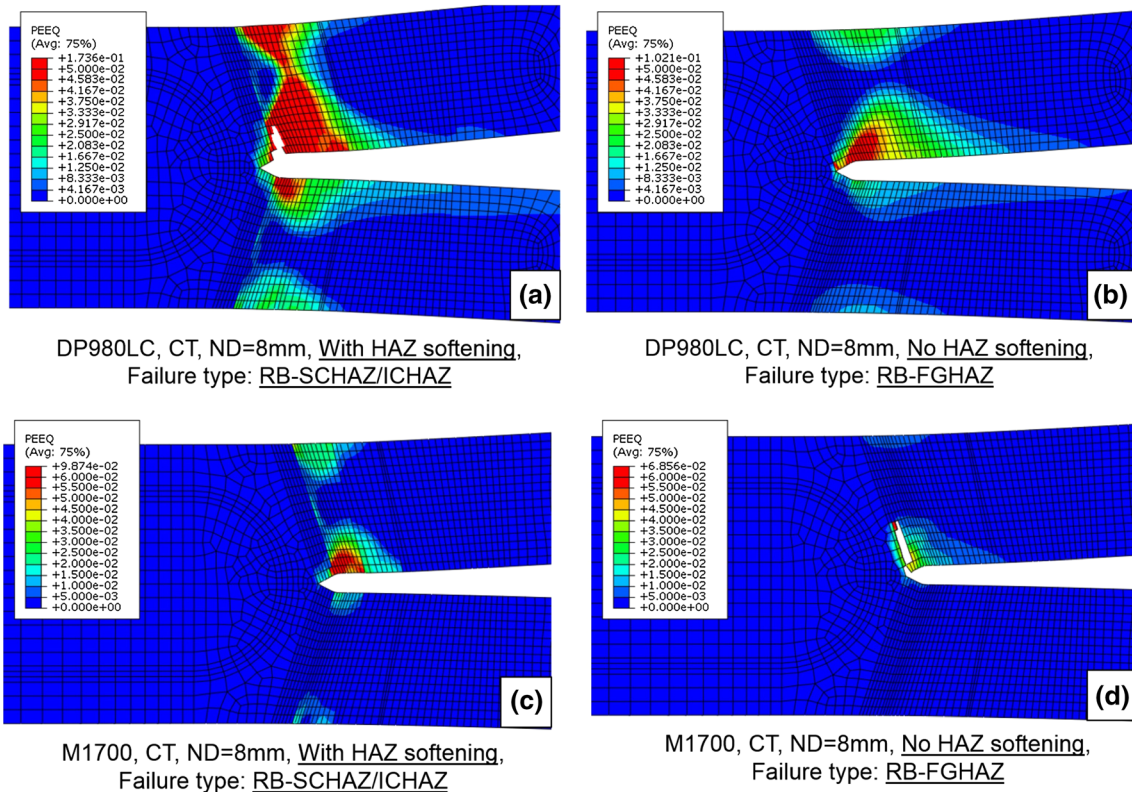 PEEQ
(Avg: 75%)
+1.736e-01
+5.000e-02
+4.583e-02
+4.167e-02
+3.750e-02
+3.333e-02
+2.917e-02
+2.500e-02
+2.083e-02
+1.667e-02
+1.250e-02
+8.333e-03
+4.167e-03
+0.000e+00
(a)
DP980LC, CT, ND=8mm, With HAZ softening,
Failure type: RB-SCHAZ/ICHAZ
PEEQ
(Avg: 75%)
+1.021e-01
+5.000e-02
+4.583e-02
+4.167e-02
+3.750e-02
+3.333e-02
+2.917e-02
+2.500e-02
+2.083e-02
+1.667e-02
+1.250e-02
+8.333e-03
+4.167e-03
+0.000e+00
(b)
DP980LC, CT, ND=8mm, No HAZ softening,
Failure type: RB-FGHAZ
PEEQ
(Avg: 75%)
+9.874e-02
+6.000e-02
+5.500e-02
+5.000e-02
+4.500e-02
+4.000e-02
+3.500e-02
+3.000e-02
+2.500e-02
+2.000e-02
+1.500e-02
+1.000e-02
+5.000e-03
+0.000e+00
(c)
M1700, CT, ND=8mm, With HAZ softening,
Failure type: RB-SCHAZ/ICHAZ
PEEQ
(Avg: 75%)
+6.856e-02
+6.000e-02
+5.500e-02
+5.000e-02
+4.500e-02
+4.000e-02
+3.500e-02
+3.000e-02
+2.500e-02
+2.000e-02
+1.500e-02
+1.000e-02
+5.000e-03
+0.000e+00
(d)
M1700, CT, ND=8mm, No HAZ softening,
Failure type: RB-FGHAZ